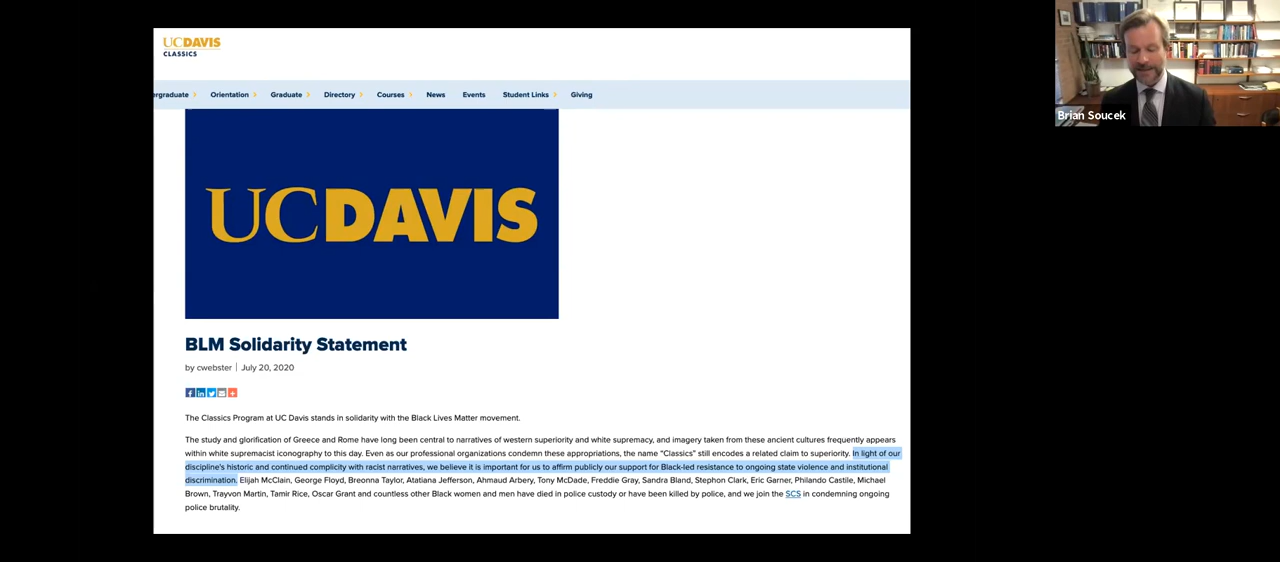 UCDAVIS
CLASSICS
ergraduate Orientation Graduate Directory Courses News Events Student Links Giving
UCDAVIS
BLM Solidarity Statement
by cwebster | July 20, 2020
The Classics Program at UC Davis stands in solidarity with the Black Lives Matter movement.
The study and glorification of Greece and Rome have long been central to narratives of western superiority and white supremacy, and imagery taken from these ancient cultures frequently appears
within white supremacist iconography to this day. Even as our professional organizations condemn these appropriations, the name “Classics” still encodes a related claim to superiority. In light of our
discipline's historic and continued complicity with racist narratives, we believe it is important for us to affirm publicly our support for Black-led resistance to ongoing state violence and institutional
discrimination. Elijah McClain, George Floyd, Breonna Taylor, Atatiana Jefferson, Ahmaud Arbery, Tony McDade, Freddie Gray, Sandra Bland, Stephon Clark, Eric Garner, Philando Castile, Michael
Brown, Trayvon Martin, Tamir Rice, Oscar Grant and countless other Black women and men have died in police custody or have been killed by police, and we join the SCS in condemning ongoing
police brutality.
Brian Soucek